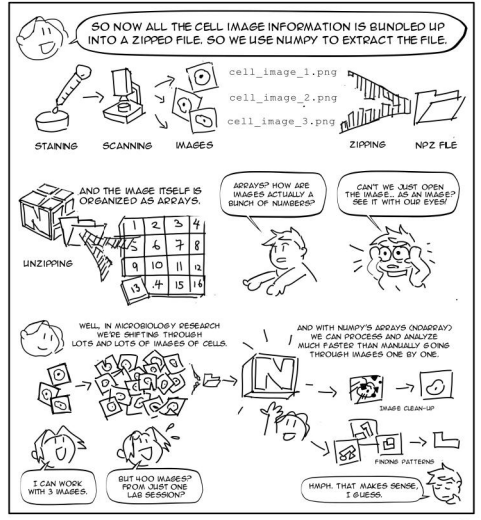 SO NOW ALL THE CELL IMAGE INFORMATION IS BUNDLED UP
INTO A ZIPPED FILE. SO WE USE NUMPY TO EXTRACT THE FILE.
cell_image_1.png
cell_image_2.png
cell_image_3.png
STAINING
SCANNING
IMAGES
ZIPPING
NPZ FILE
AND THE IMAGE ITSELF IS
ORGANIZED AS ARRAYS.
N
UNZIPPING
1 2 3 4
5 6 7 8
9 10 11 12
13 14 15 16
ARRAYS? HOW ARE
IMAGES ACTUALLY A
BUNCH OF NUMBERS?
CAN'T WE JUST OPEN
THE IMAGE... AS AN IMAGE?
SEE IT WITH OUR EYES!
WELL, IN MICROBIOLOGY RESEARCH
WE'RE SHIFTING THROUGH
LOTS AND LOTS OF IMAGES OF CELLS.
AND WITH NUMPY'S ARRAYS (NDARRAY)
WE CAN PROCESS AND ANALYZE
MUCH FASTER THAN MANUALLY GOING
THROUGH IMAGES ONE BY ONE.
N
IMAGE CLEAN-UP
FINDING PATTERNS
I CAN WORK
WITH 3 IMAGES.
BUT 400 IMAGES?
FROM JUST ONE
LAB SESSION?
HMPH. THAT MAKES SENSE,
I GUESS.